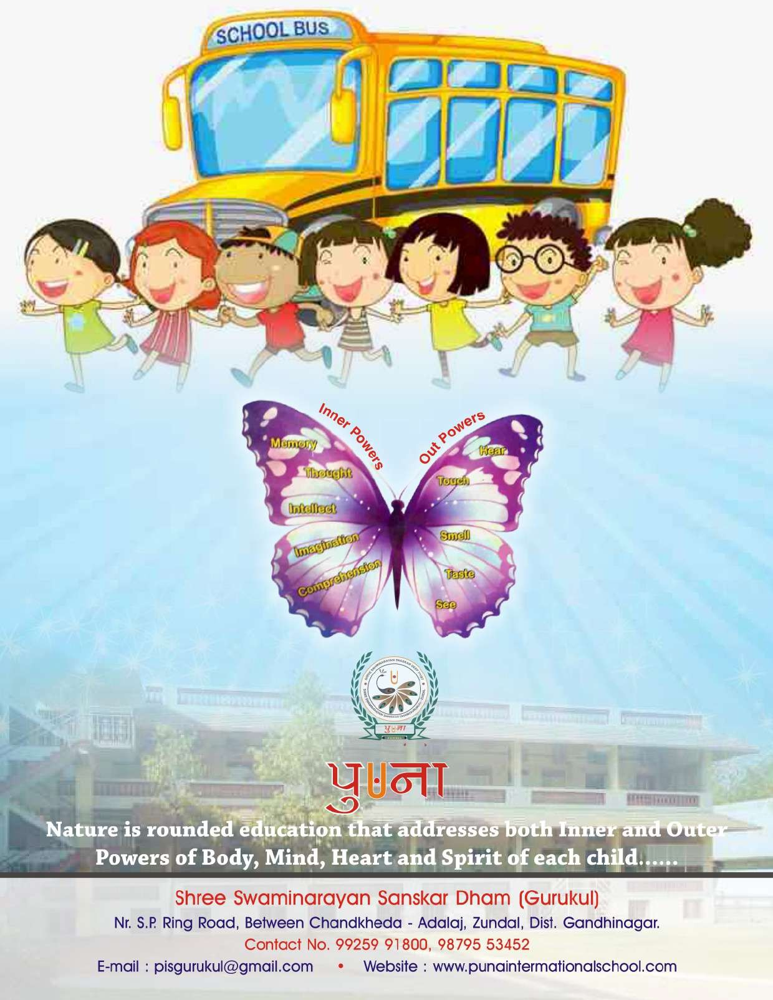 SCHOOL BUS
Inner Powers
Out Powers
Memory
Thought
Intellect
Imagination
Comprehension
Hear
Touch
Smell
Taste
See
पुUना
पुUना
Nature is rounded education that addresses both Inner and Outer
Powers of Body, Mind, Heart and Spirit of each child......
Shree Swaminarayan Sanskar Dham (Gurukul)
Nr. S.P. Ring Road, Between Chandkheda - Adalaj, Zundal, Dist. Gandhinagar.
Contact No. 99259 91800, 98795 53452
E-mail : pisgurukul@gmail.com • Website : www.punaintermationalschool.com